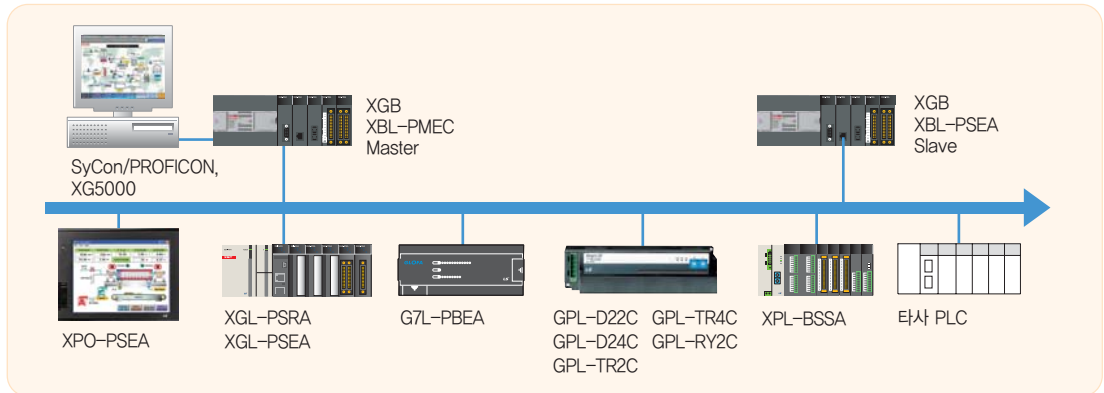 XGB
XBL-PMEC
Master
XGB
XBL-PSEA
Slave
SyCon/PROFICON,
XG5000
XPO-PSEA
XGL-PSRA
XGL-PSEA
G7L-PBEA
GPL-D22C GPL-TR4C
GPL-D24C GPL-RY2C
GPL-TR2C
XPL-BSSA
타사 PLC